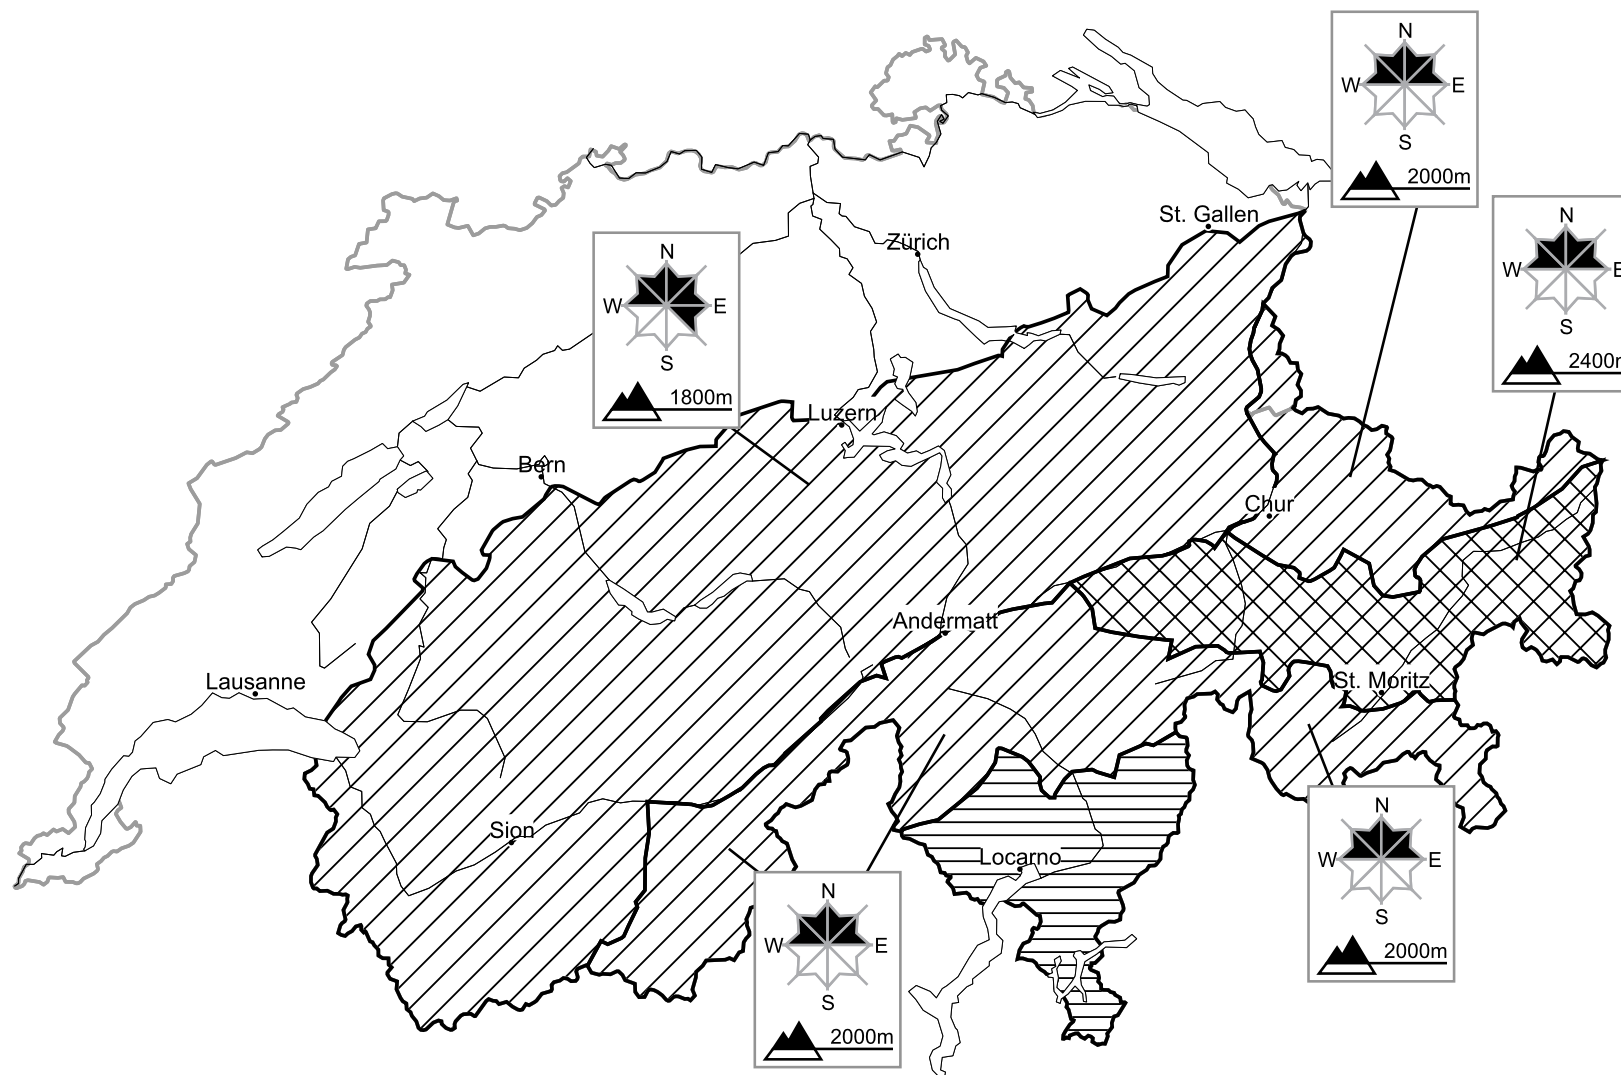 N
W E
S
2000m
N
W E
S
2400m
St. Gallen
Zürich
N
W E
S
1800m
Luzern
Bern
Chur
Andermatt
Lausanne
St. Moritz
Sion
Locarno
N
W E
S
2000m
N
W E
S
2000m